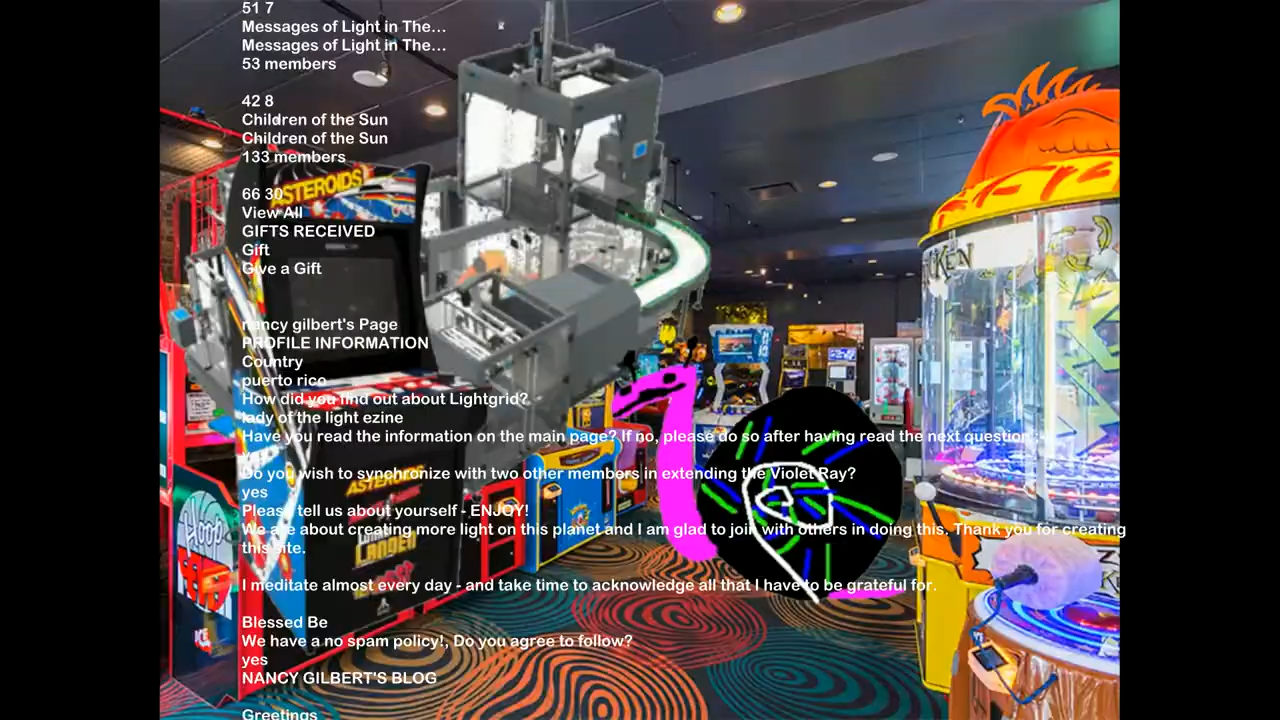 51 7
Messages of Light in The...
Messages of Light in The...
53 members
42 8
Children of the Sun
Children of the Sun
133 members
66 30
View All
GIFTS RECEIVED
Gift
Give a Gift
ASTEROIDS
nancy gilbert's Page
PROFILE INFORMATION
Country
puerto rico
How did you find out about Lightgrid?
lady of the light ezine
Have you read the information on the main page? If no, please do so after having read the next question :-
yes
Do you wish to synchronize with two other members in extending the Violet Ray?
yes
Please tell us about yourself - ENJOY!
We are about creating more light on this planet and I am glad to join with others in doing this. Thank you for creating
this site.
I meditate almost every day - and take time to acknowledge all that I have to be grateful for.
Blessed Be
We have a no spam policy!, Do you agree to follow?
yes
NANCY GILBERT'S BLOG
Greetings
Hoop
LANDER